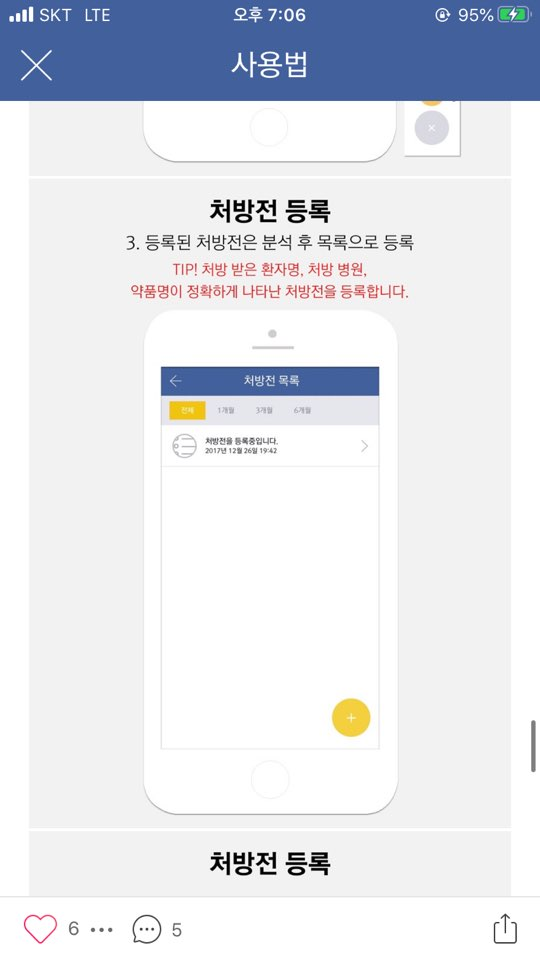 SKT LTE 오후 7:06 95%
사용법
처방전 등록
3. 등록된 처방전은 분석 후 목록으로 등록
TIP! 처방 받은 환자명, 처방 병원,
약품명이 정확하게 나타난 처방전을 등록합니다.
처방전 목록
전체 1개월 3개월 6개월
처방전을 등록중입니다.
2017년 12월 26일 19:42
처방전 등록
6 5